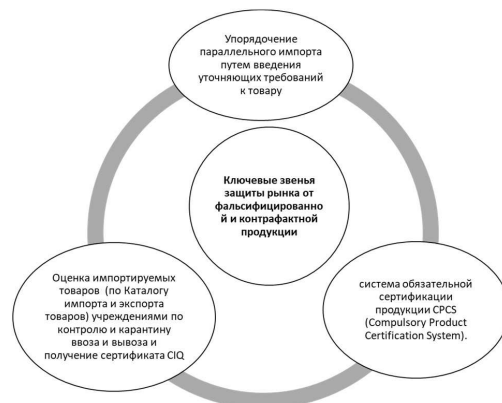 Упорядочение
параллельного импорта
путем введения
уточняющих требований
к товару
Ключевые звенья
защиты рынка от
фальсифицированно
й и контрафактной
продукции
Оценка импортируемых
товаров (по Каталогу
импорта и экспорта
товаров) учреждениями по
контролю и карантину
ввоза и вывоза и
получение сертификата CIQ
система обязательной
сертификации
продукции CPCS
(Compulsory Product
Certification System).